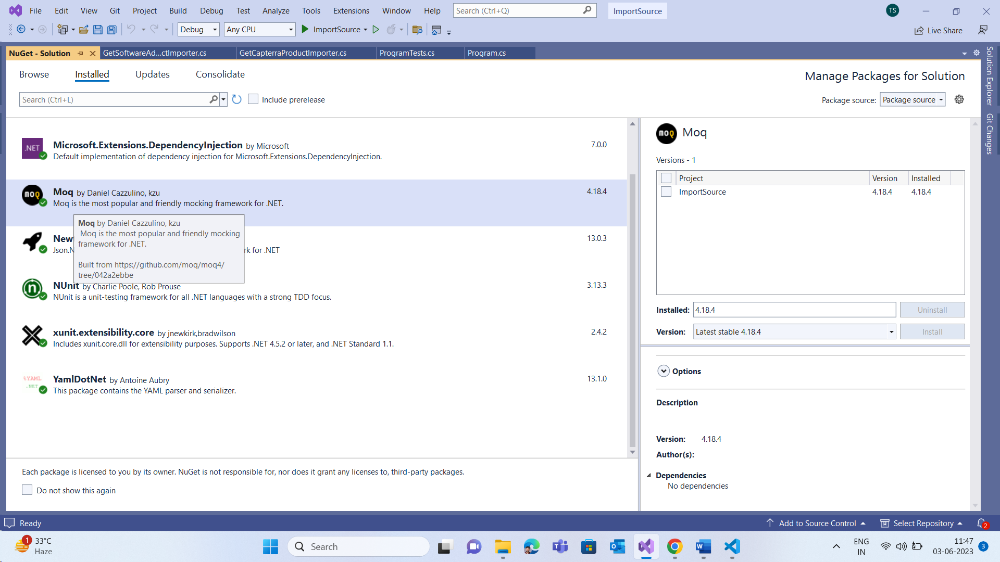 File Edit View Git Project Build Debug Test Analyze Tools Extensions Window Help Search (Ctrl+Q) ImportSource TS
Debug Any CPU ImportSource Live Share
NuGet - Solution GetSoftwareAd...ctImporter.cs GetCapterraProductImporter.cs ProgramTests.cs Program.cs
Solution Explorer
Git Changes
Browse Installed Updates Consolidate
Manage Packages for Solution
Search (Ctrl+L) Include prerelease
Package source: Package source
.NET
Microsoft.Extensions.DependencyInjection by Microsoft 7.0.0
Default implementation of dependency injection for Microsoft.Extensions.DependencyInjection.
moq
Moq by Daniel Cazzulino, kzu 4.18.4
Moq is the most popular and friendly mocking framework for .NET.
Moq by Daniel Cazzulino, kzu
Moq is the most popular and friendly mocking
framework for .NET.
Built from https://github.com/moq/moq4/
tree/042a2ebbe
New 13.0.3
Json.N rk for .NET
n
NUnit by Charlie Poole, Rob Prouse 3.13.3
NUnit is a unit-testing framework for all .NET languages with a strong TDD focus.
xunit.extensibility.core by jnewkirk,bradwilson 2.4.2
Includes xunit.core.dll for extensibility purposes. Supports .NET 4.5.2 or later, and .NET Standard 1.1.
%YAML
.NET
YamlDotNet by Antoine Aubry 13.1.0
This package contains the YAML parser and serializer.
Each package is licensed to you by its owner. NuGet is not responsible for, nor does it grant any licenses to, third-party packages.
Do not show this again
moq Moq
Versions - 1
Project Version Installed
ImportSource 4.18.4 4.18.4
Installed: 4.18.4 Uninstall
Version: Latest stable 4.18.4 Install
Options
Description
Version: 4.18.4
Author(s):
Dependencies
No dependencies
Ready Add to Source Control Select Repository 2
1 33°C
Haze
Search
ENG
IN
11:47
03-06-2023
3